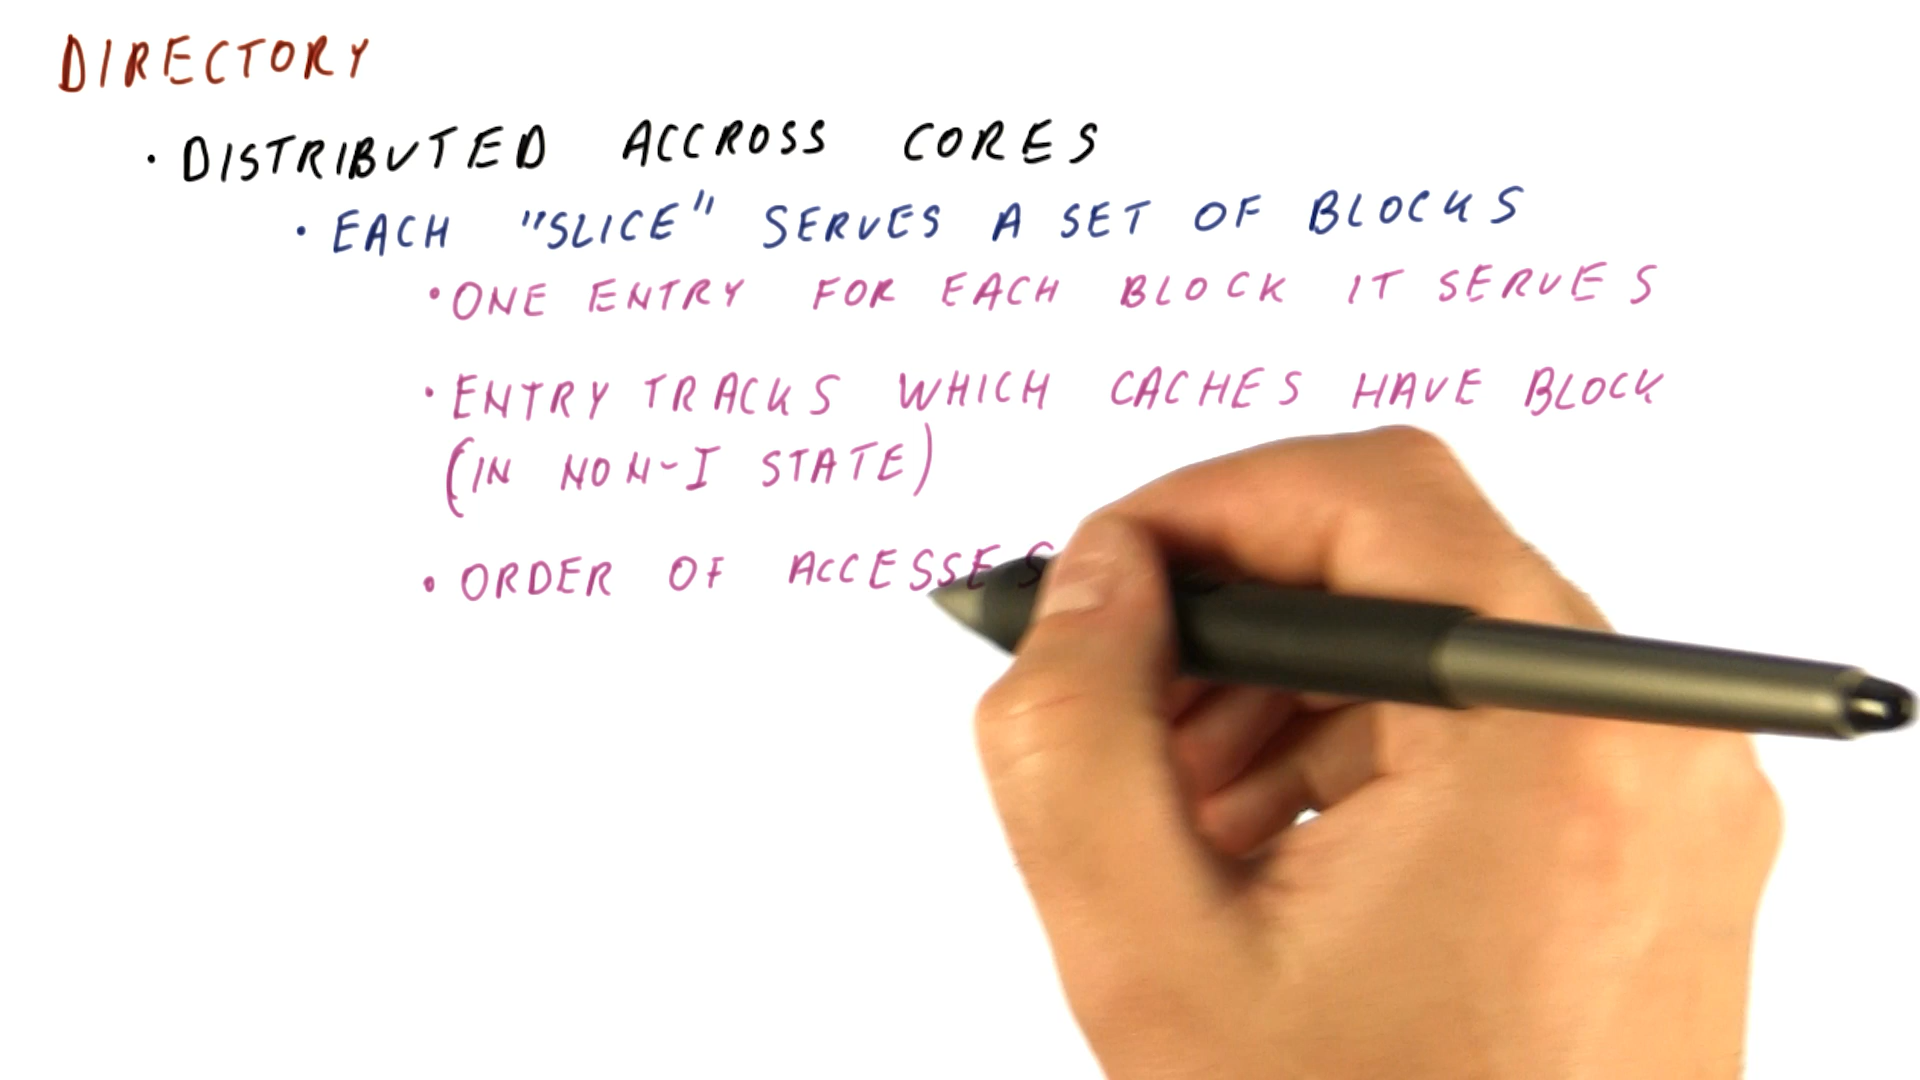 DIRECTORY
· DISTRIBUTED ACCROSS CORES
· EACH "SLICE" SERVES A SET OF BLOCKS
· ONE ENTRY FOR EACH BLOCK IT SERVES
· ENTRY TRACKS WHICH CACHES HAVE BLOCK
(IN NON-I STATE)
· ORDER OF ACCESSES